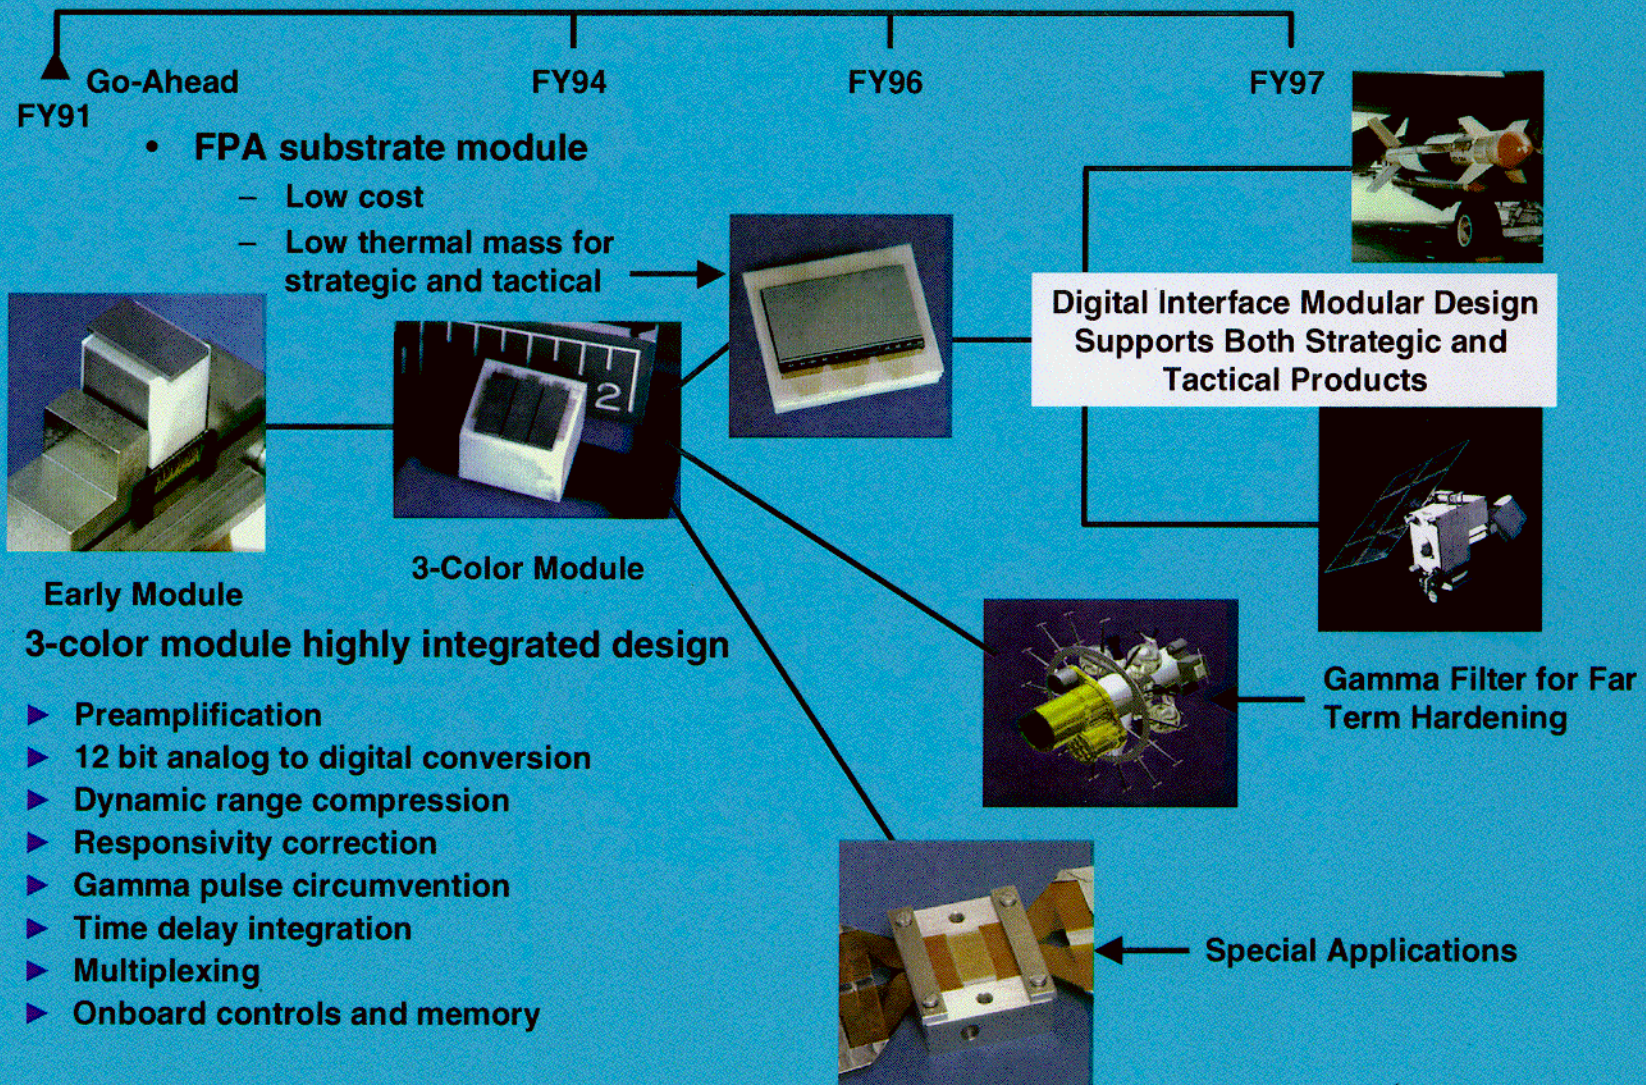 Go-Ahead
FY91
FY94
FY96
FY97
• FPA substrate module
– Low cost
– Low thermal mass for
strategic and tactical
Digital Interface Modular Design
Supports Both Strategic and
Tactical Products
2
3-Color Module
Early Module
3-color module highly integrated design
Preamplification
12 bit analog to digital conversion
Dynamic range compression
Responsivity correction
Gamma pulse circumvention
Time delay integration
Multiplexing
Onboard controls and memory
Gamma Filter for Far
Term Hardening
Special Applications